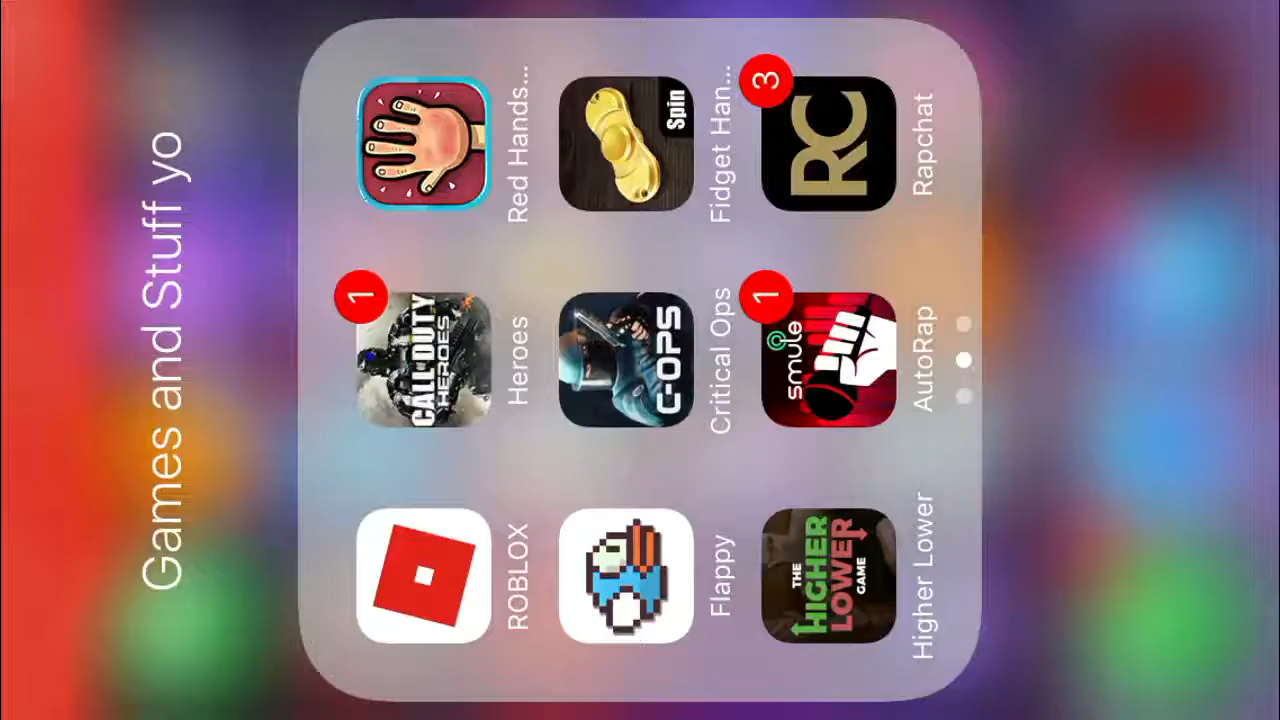 Games and Stuff yo
ROBLOX
1
CALL OF DUTY
HEROES
Heroes
Red Hands...
Flappy
C-OPS
Critical Ops
Spin
Fidget Han...
THE
HIGHER
LOWER
GAME
Higher Lower
1
smule
AutoRap
3
RC
Rapchat